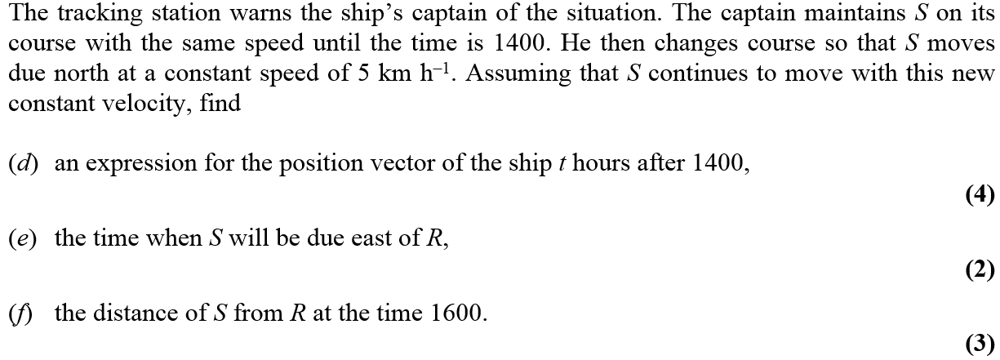 The tracking station warns the ship’s captain of the situation. The captain maintains S on its
course with the same speed until the time is 1400. He then changes course so that S moves
due north at a constant speed of 5 km h⁻¹. Assuming that S continues to move with this new
constant velocity, find
(d) an expression for the position vector of the ship t hours after 1400,
(4)
(e) the time when S will be due east of R,
(2)
(f) the distance of S from R at the time 1600.
(3)